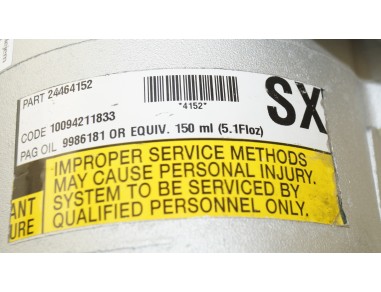 PART 24464152
*4152*
SX
CODE 10094211833
PAG OIL 9986181 OR EQUIV. 150 ml (5.1Floz)
IMPROPER SERVICE METHODS
MAY CAUSE PERSONAL INJURY.
ANT SYSTEM TO BE SERVICED BY
URE QUALIFIED PERSONNEL ONLY.